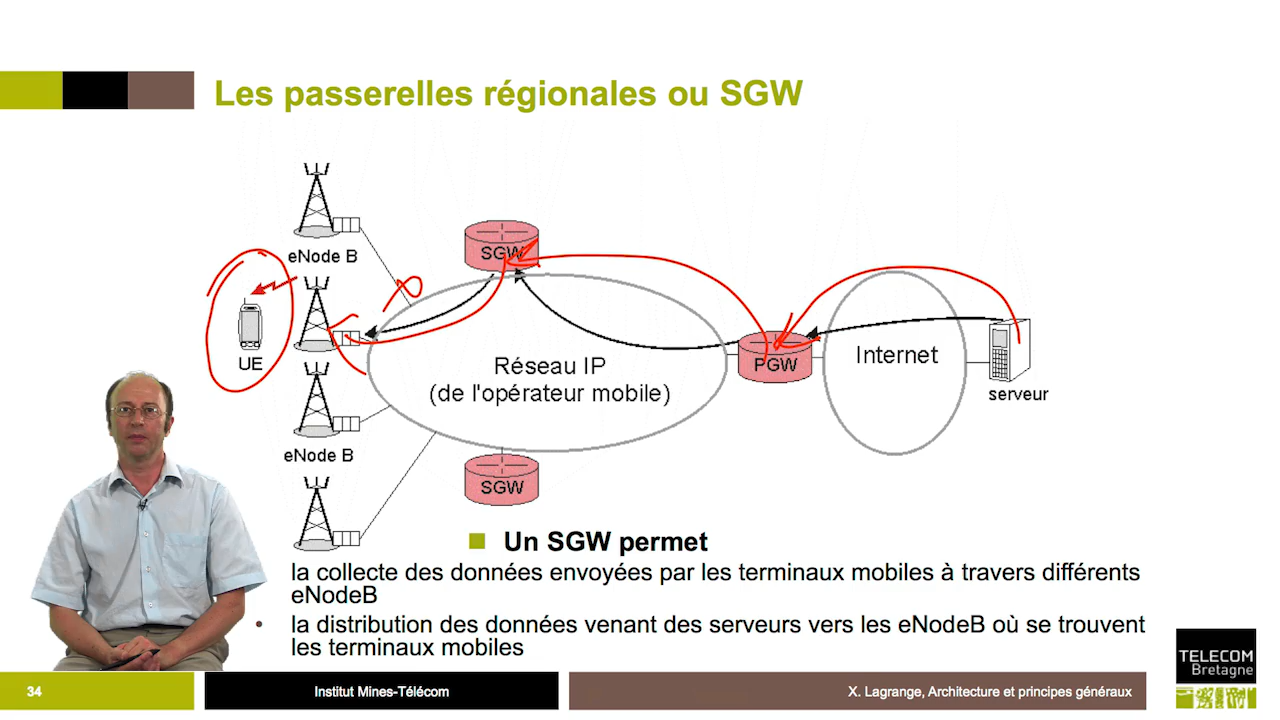 Les passerelles régionales ou SGW
eNode B
SGW
UE
Réseau IP
(de l'opérateur mobile)
PGW
Internet
serveur
eNode B
SGW
Un SGW permet
la collecte des données envoyées par les terminaux mobiles à travers différents
eNodeB
• la distribution des données venant des serveurs vers les eNodeB où se trouvent
les terminaux mobiles
TELECOM
Bretagne
34
Institut Mines-Télécom
X. Lagrange, Architecture et principes généraux